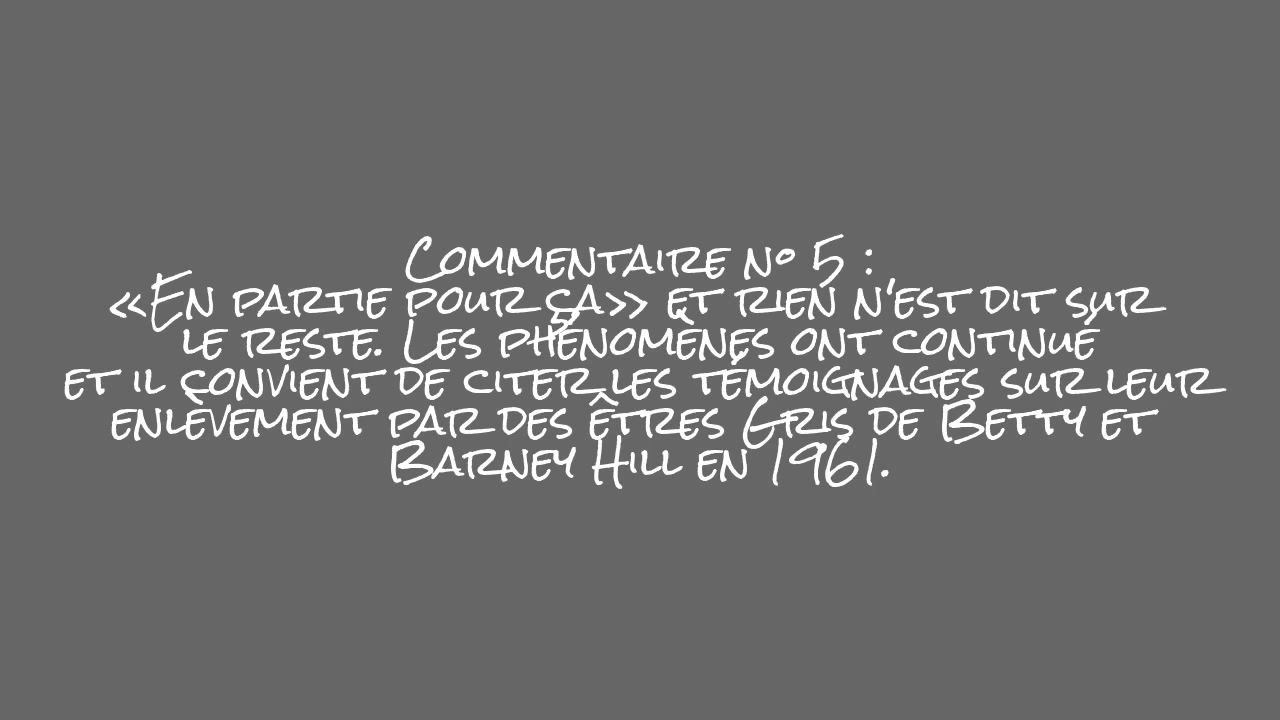 Commentaire n° 5 :
«En partie pour ça» et rien n'est dit sur
le reste. Les phénomènes ont continué
et il convient de citer les témoignages sur leur
enlèvement par des êtres Gris de Betty et
Barney Hill en 1961.